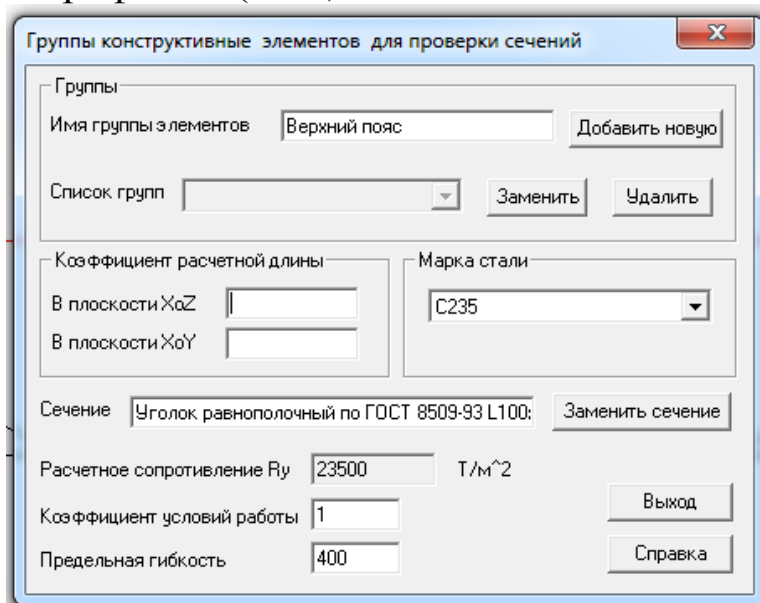 Группы конструктивные элементов для проверки сечений
Группы
Имя группы элементов Верхний пояс Добавить новую
Список групп Заменить Удалить
Коэффициент расчетной длины Марка стали
В плоскости XoZ С235
В плоскости XoY
Сечение Уголок равнополочный по ГОСТ 8509-93 L100: Заменить сечение
Расчетное сопротивление Ry 23500 Т/м^2
Коэффициент условий работы 1 Выход
Предельная гибкость 400 Справка